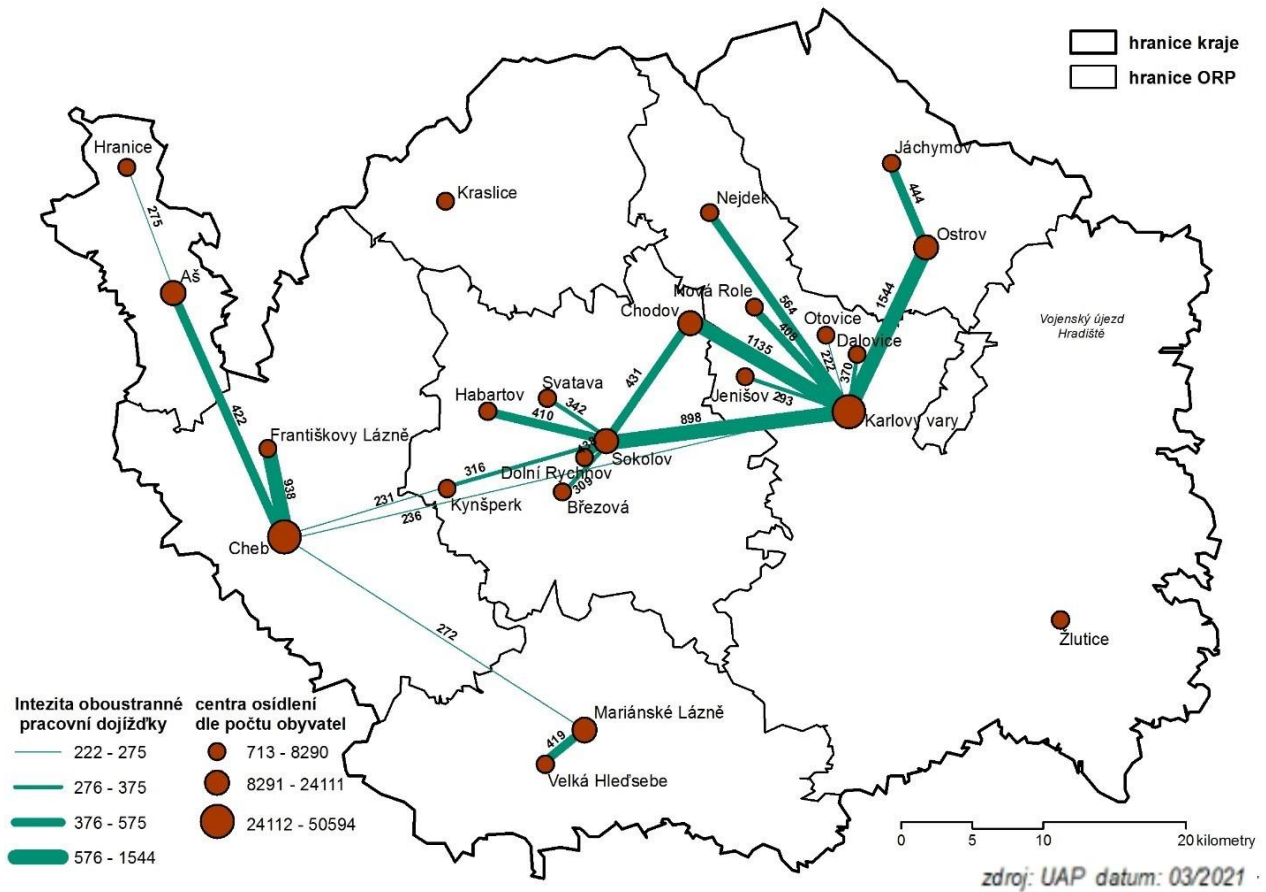 hranice kraje
hranice ORP
Hranice
275
Aš
Kraslice
Jáchymov
444
Nejdek
Ostrov
1544
564
Nová Role
408
Chodov
Otovice
222
Dalovice
370
Vojenský újezd
Hradiště
1135
Jenišov
293
Karlovy vary
431
Svatava
342
Habartov
410
898
422
Františkovy Lázně
938
Sokolov
Dolní Rychnov
309
Březová
316
Kynšperk
231
236
Cheb
272
Žlutice
Mariánské Lázně
419
Velká Hleďsebe
Intezita oboustranné
pracovní dojížďky
222 - 275
276 - 375
376 - 575
576 - 1544
centra osídlení
dle počtu obyvatel
713 - 8290
8291 - 24111
24112 - 50594
0 5 10 20 kilometry
zdroj: UAP datum: 03/2021